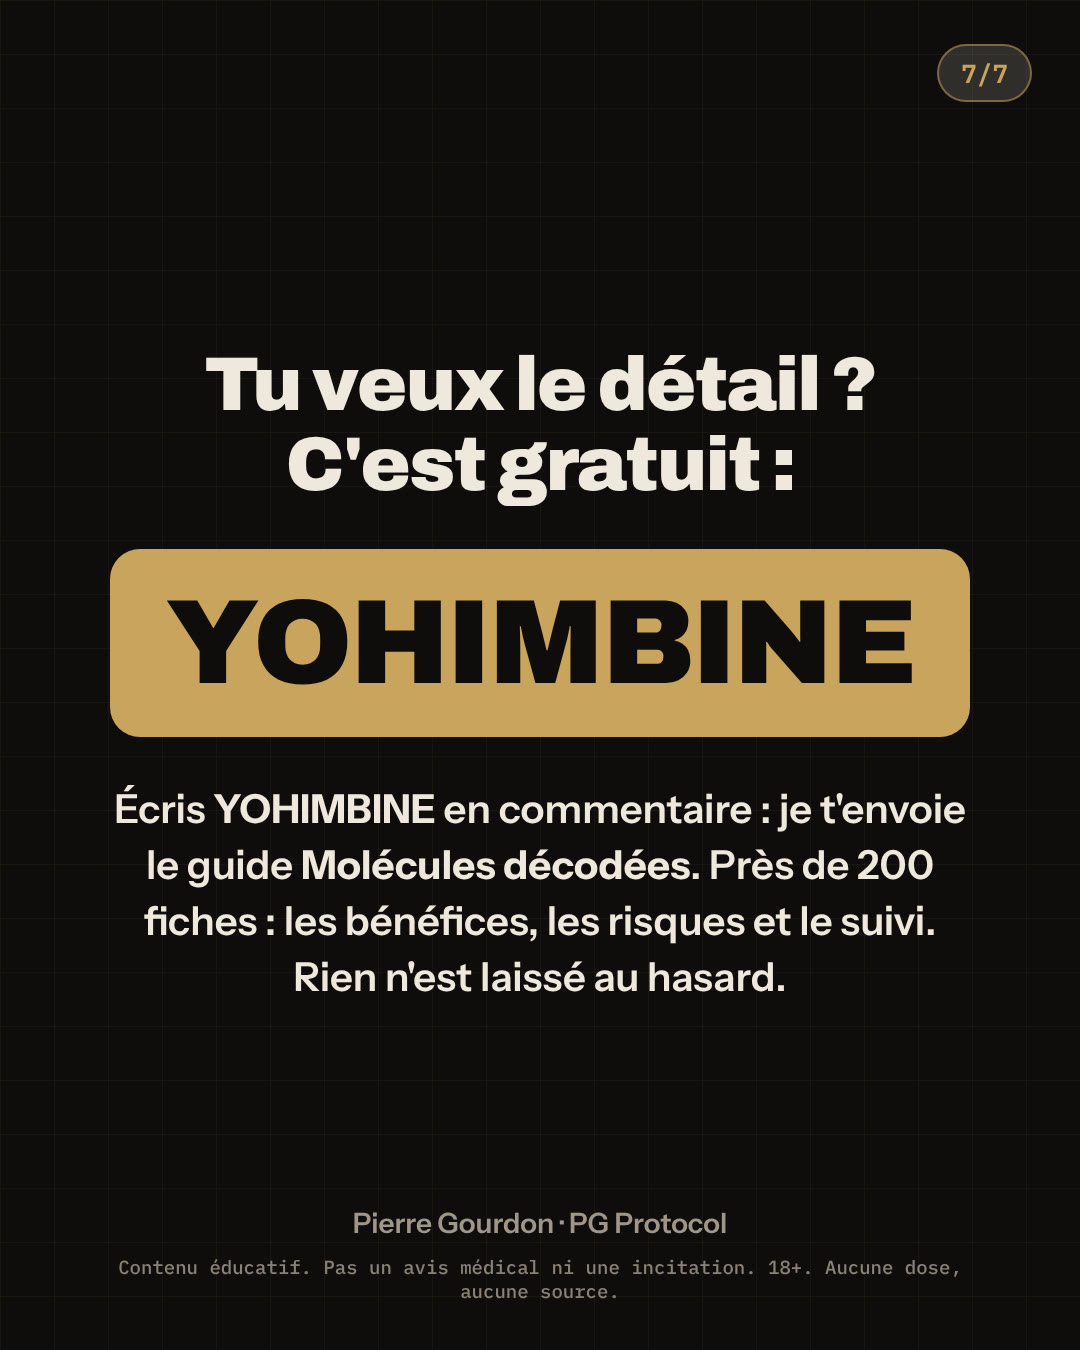 7/7
Tu veux le détail ?
C'est gratuit :
YOHIMBINE
Écris YOHIMBINE en commentaire : je t'envoie
le guide Molécules décodées. Près de 200
fiches : les bénéfices, les risques et le suivi.
Rien n'est laissé au hasard.
Pierre Gourdon · PG Protocol
Contenu éducatif. Pas un avis médical ni une incitation. 18+. Aucune dose,
aucune source.